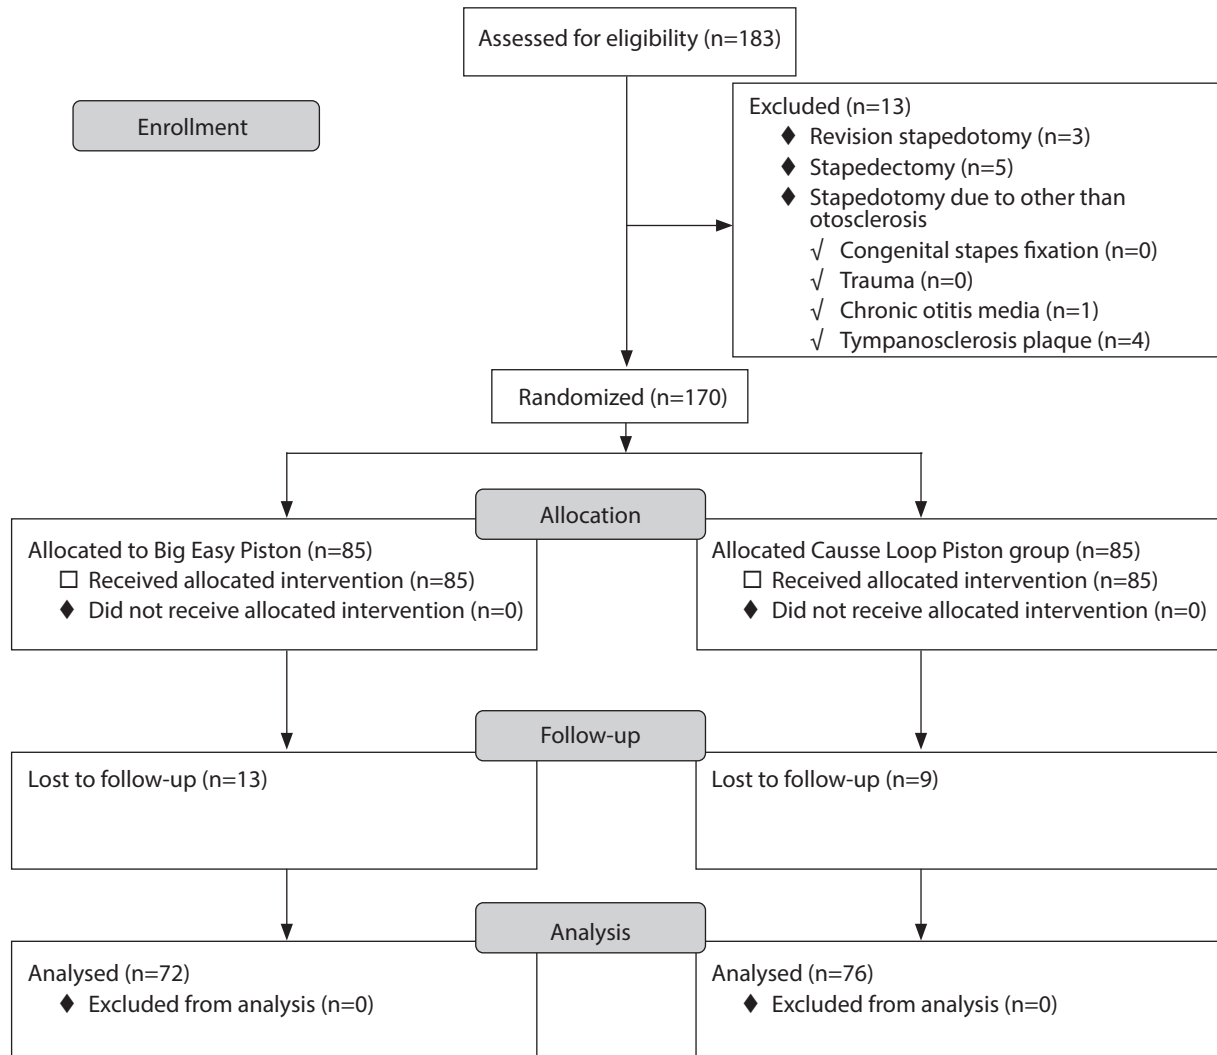 Assessed for eligibility (n=183)
Enrollment
Excluded (n=13)
♦ Revision stapedotomy (n=3)
♦ Stapedectomy (n=5)
♦ Stapedotomy due to other than
otosclerosis
√ Congenital stapes fixation (n=0)
√ Trauma (n=0)
√ Chronic otitis media (n=1)
√ Tympanosclerosis plaque (n=4)
Randomized (n=170)
Allocation
Allocated to Big Easy Piston (n=85)
☐ Received allocated intervention (n=85)
♦ Did not receive allocated intervention (n=0)
Allocated Causse Loop Piston group (n=85)
☐ Received allocated intervention (n=85)
♦ Did not receive allocated intervention (n=0)
Follow-up
Lost to follow-up (n=13)
Lost to follow-up (n=9)
Analysis
Analysed (n=72)
♦ Excluded from analysis (n=0)
Analysed (n=76)
♦ Excluded from analysis (n=0)